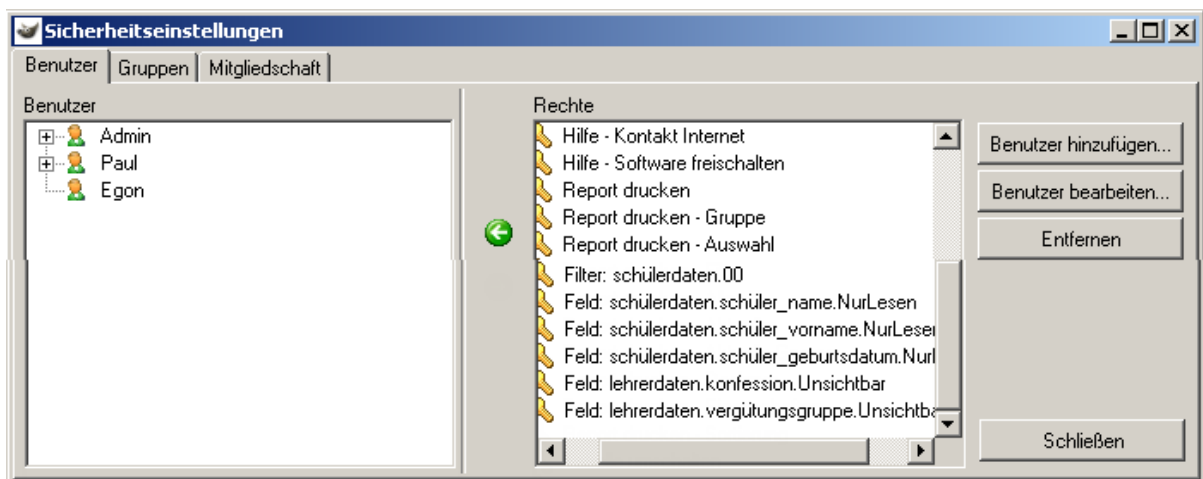 Sicherheitseinstellungen
Benutzer Gruppen Mitgliedschaft
Benutzer
Admin
Paul
Egon
Rechte
Hilfe - Kontakt Internet
Hilfe - Software freischalten
Report drucken
Report drucken - Gruppe
Report drucken - Auswahl
Filter: schülerdaten.00
Feld: schülerdaten.schüler_name.NurLesen
Feld: schülerdaten.schüler_vorname.NurLesen
Feld: schülerdaten.schüler_geburtsdatum.Nurl
Feld: lehrerdaten.konfession.Unsichtbar
Feld: lehrerdaten.vergütungsgruppe.Unsichtba
Benutzer hinzufügen...
Benutzer bearbeiten...
Entfernen
Schließen